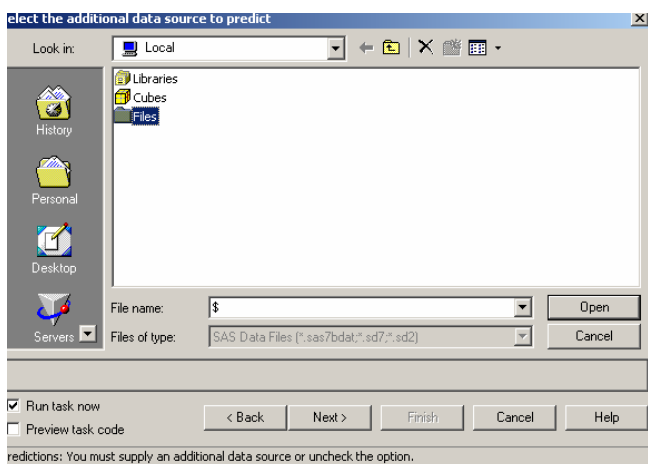 elect the additional data source to predict
Look in:
Local
Libraries
Cubes
Files
History
Personal
Desktop
Servers
File name:
$
Open
Files of type:
SAS Data Files (*.sas7bdat;*.sd7;*.sd2)
Cancel
Run task now
Preview task code
< Back
Next >
Finish
Cancel
Help
redictions: You must supply an additional data source or uncheck the option.